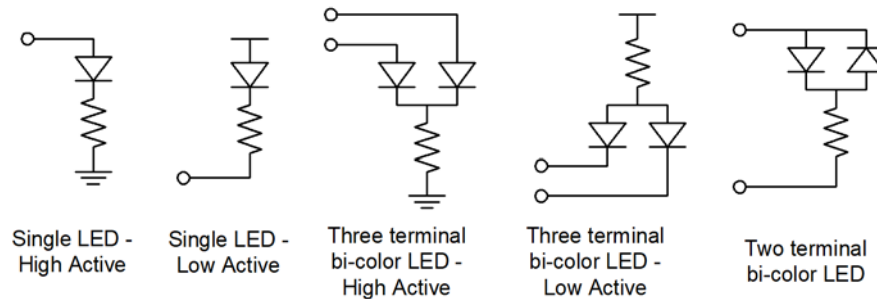 Single LED -
High Active
Single LED -
Low Active
Three terminal
bi-color LED -
High Active
Three terminal
bi-color LED -
Low Active
Two terminal
bi-color LED